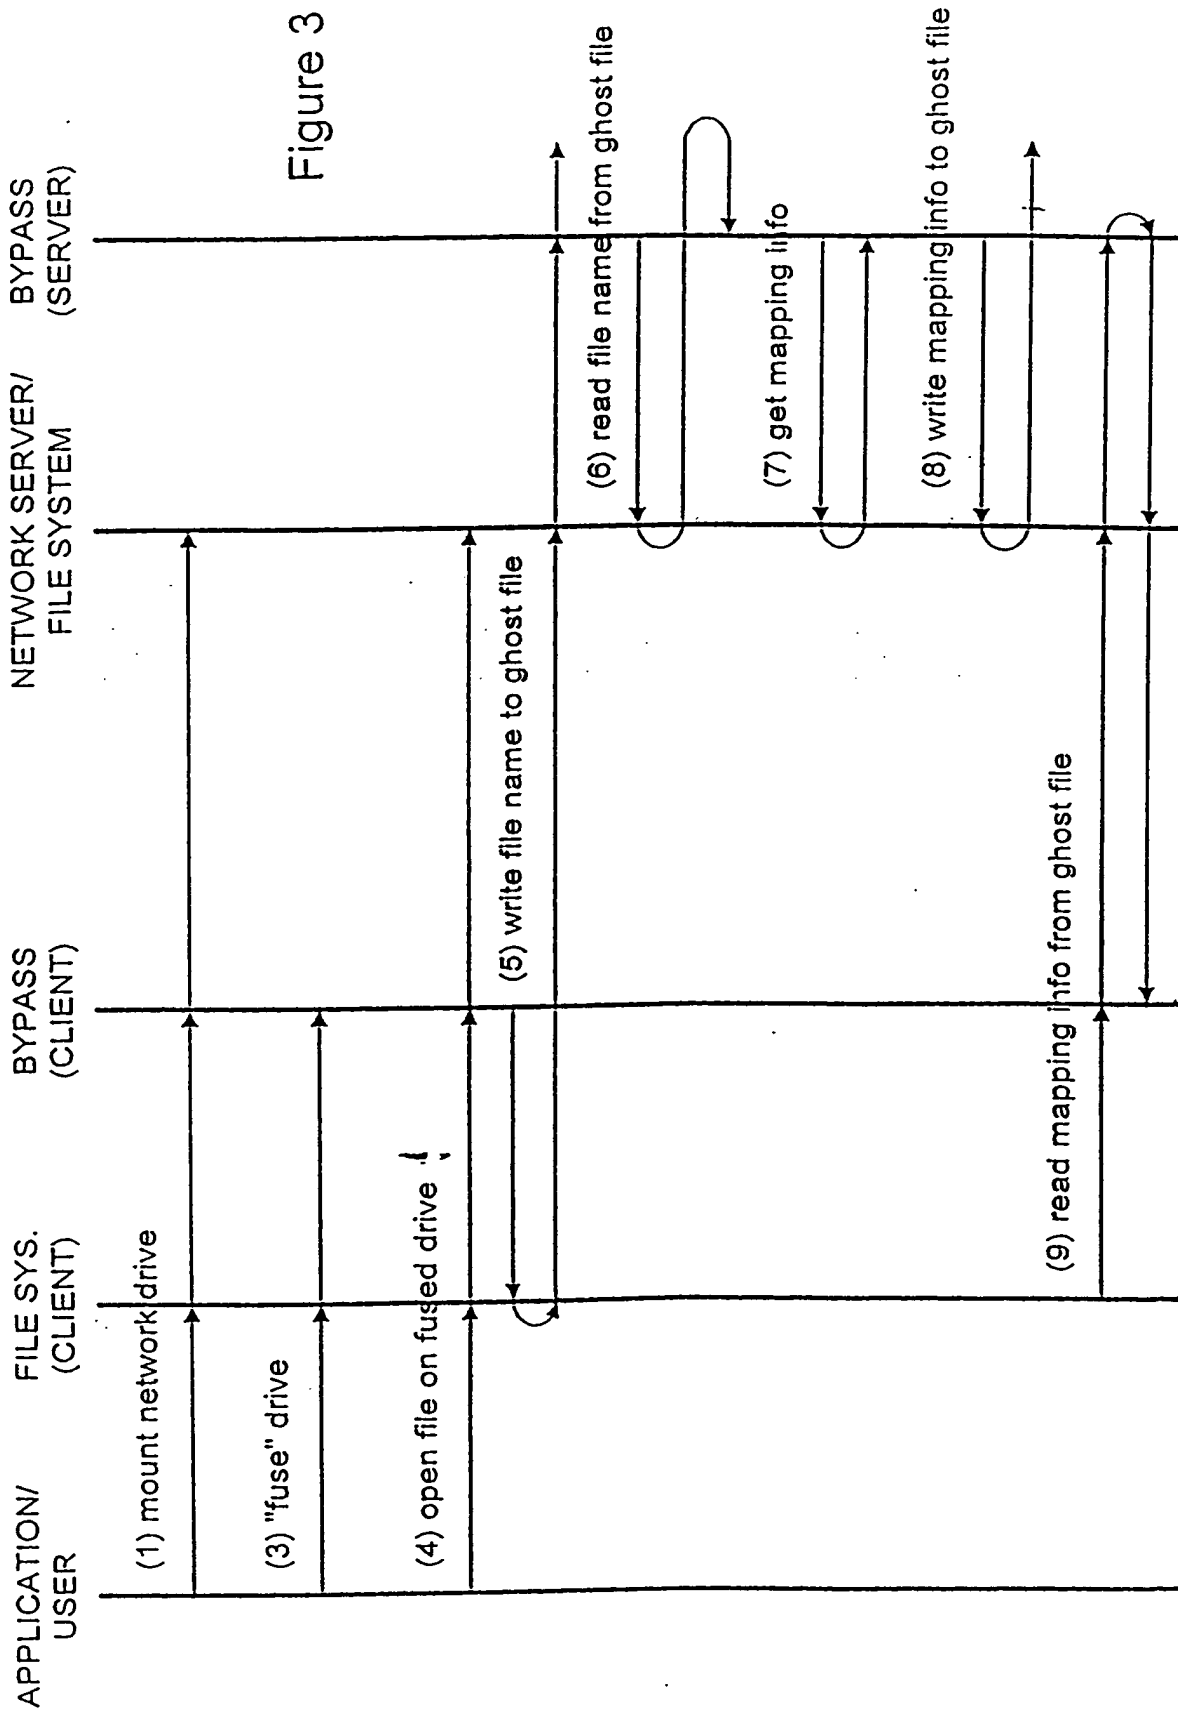 Figure 3
APPLICATION/
USER
FILE SYS.
(CLIENT)
BYPASS
(CLIENT)
NETWORK SERVER/
FILE SYSTEM
BYPASS
(SERVER)
(1) mount network drive
(3) "fuse" drive
(4) open file on fused drive
(5) write file name to ghost file
(6) read file name from ghost file
(7) get mapping info
(8) write mapping info to ghost file
(9) read mapping info from ghost file